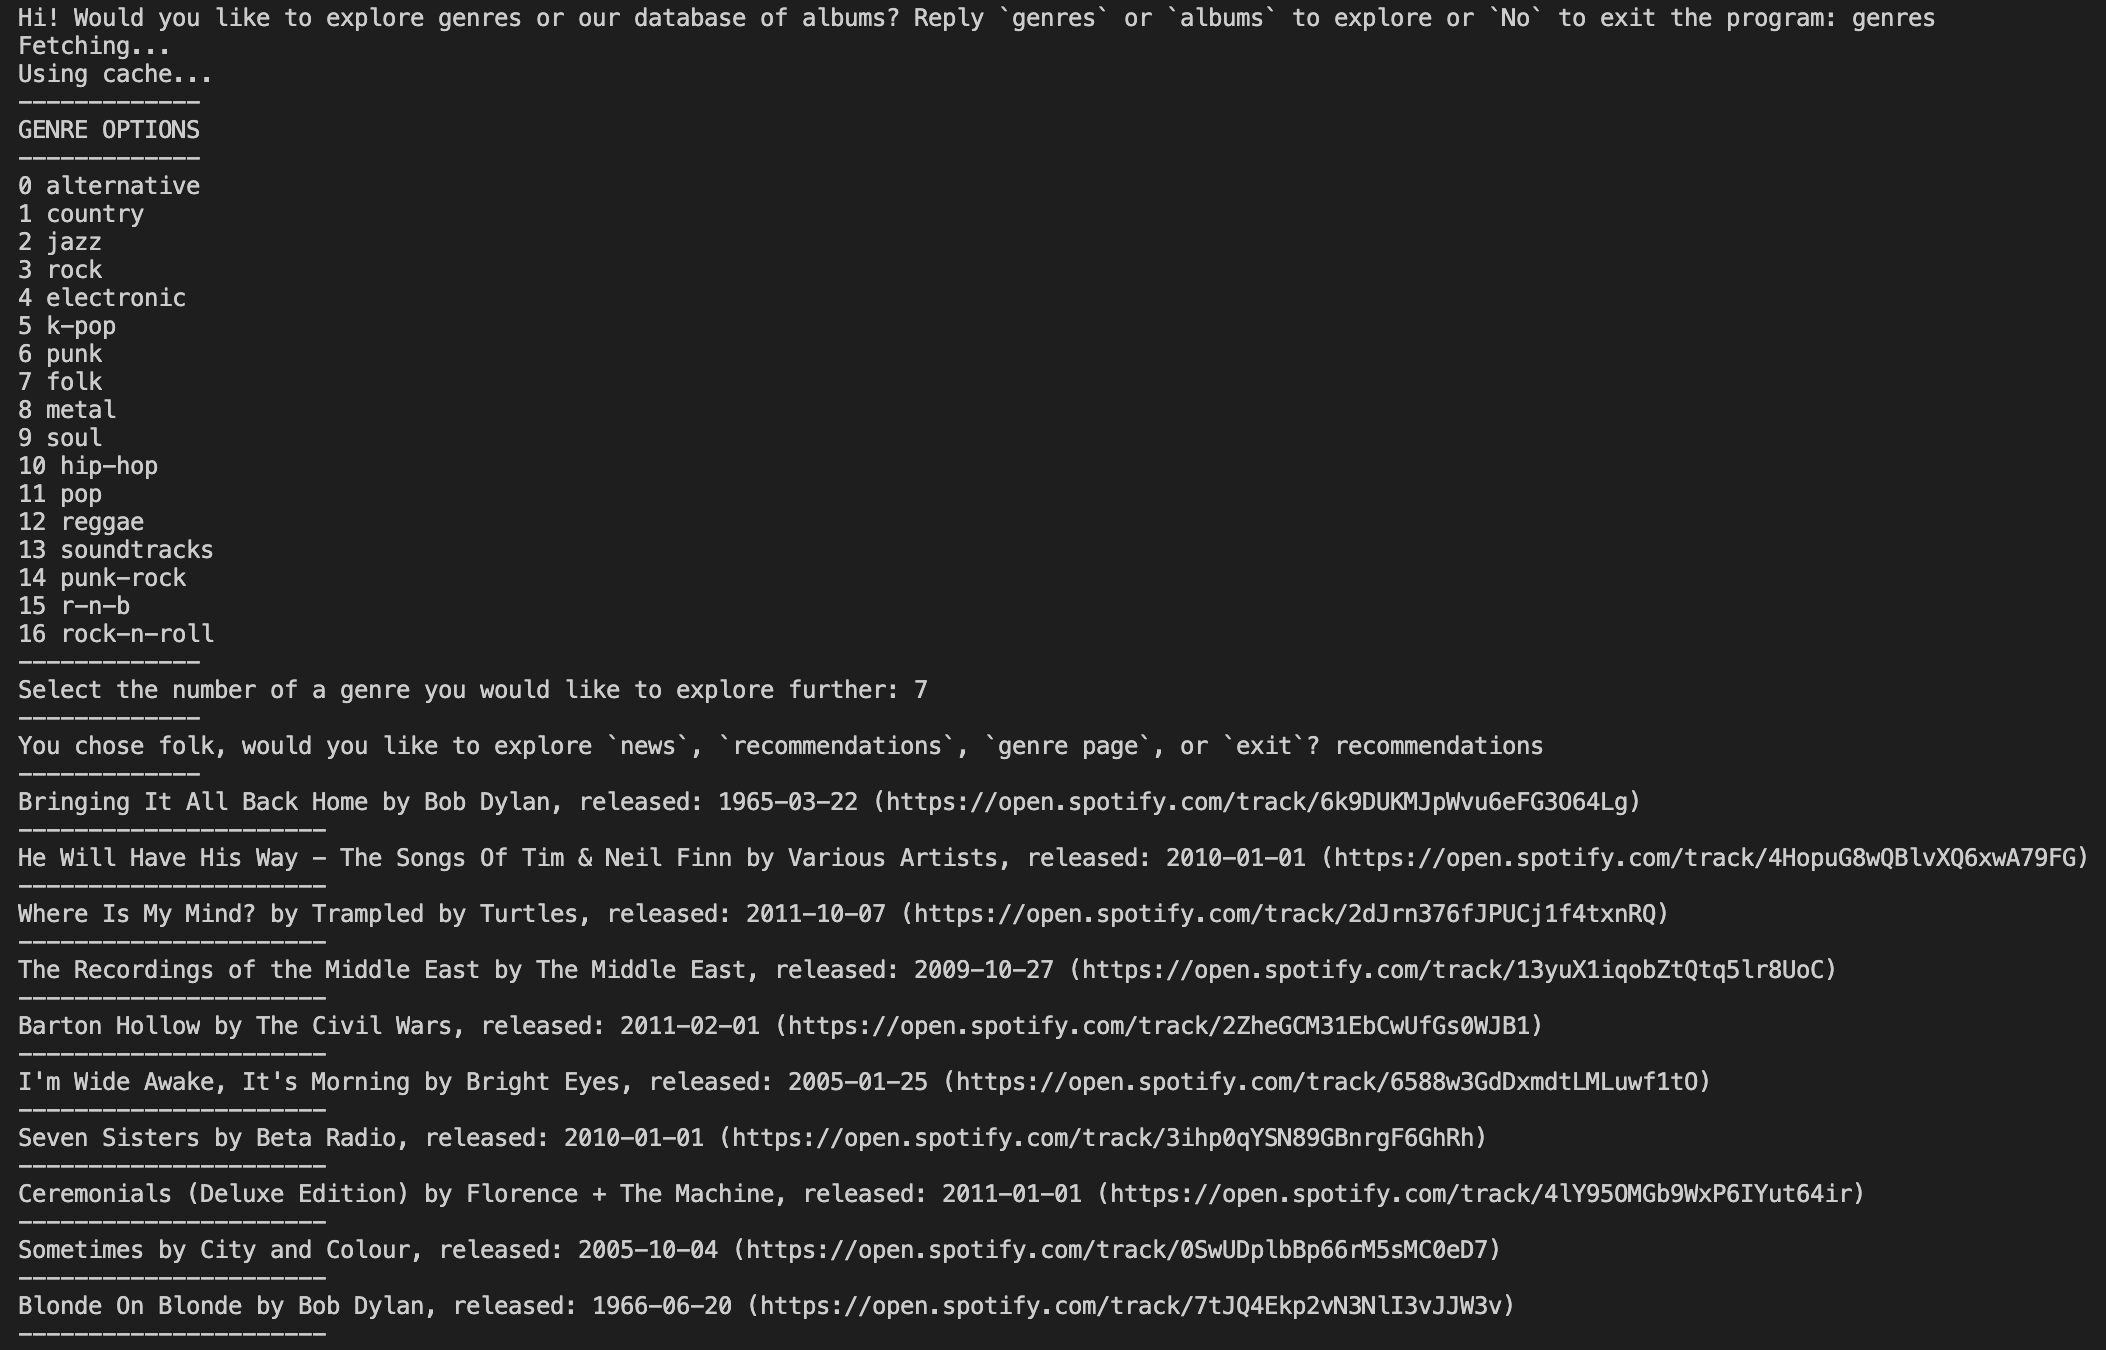 Hi! Would you like to explore genres or our database of albums? Reply `genres` or `albums` to explore or `No` to exit the program: genres
Fetching...
Using cache...
-------------
GENRE OPTIONS
-------------
0 alternative
1 country
2 jazz
3 rock
4 electronic
5 k-pop
6 punk
7 folk
8 metal
9 soul
10 hip-hop
11 pop
12 reggae
13 soundtracks
14 punk-rock
15 r-n-b
16 rock-n-roll
-------------
Select the number of a genre you would like to explore further: 7
-------------
You chose folk, would you like to explore `news`, `recommendations`, `genre page`, or `exit`? recommendations
-------------
Bringing It All Back Home by Bob Dylan, released: 1965-03-22 (https://open.spotify.com/track/6k9DUKMJpWvu6eFG3O64Lg)
----------------------
He Will Have His Way - The Songs Of Tim & Neil Finn by Various Artists, released: 2010-01-01 (https://open.spotify.com/track/4HopuG8wQBlvXQ6xwA79FG)
----------------------
Where Is My Mind? by Trampled by Turtles, released: 2011-10-07 (https://open.spotify.com/track/2dJrn376fJPUCj1f4txnRQ)
----------------------
The Recordings of the Middle East by The Middle East, released: 2009-10-27 (https://open.spotify.com/track/13yuX1iqobZtQtq5lr8UoC)
----------------------
Barton Hollow by The Civil Wars, released: 2011-02-01 (https://open.spotify.com/track/2ZheGCM31EbCwUfGs0WJB1)
----------------------
I'm Wide Awake, It's Morning by Bright Eyes, released: 2005-01-25 (https://open.spotify.com/track/6588w3GdDxmdtLMLuwf1tO)
----------------------
Seven Sisters by Beta Radio, released: 2010-01-01 (https://open.spotify.com/track/3ihp0qYSN89GBnrgF6GhRh)
----------------------
Ceremonials (Deluxe Edition) by Florence + The Machine, released: 2011-01-01 (https://open.spotify.com/track/4lY95OMGb9WxP6IYut64ir)
----------------------
Sometimes by City and Colour, released: 2005-10-04 (https://open.spotify.com/track/0SwUDplbBp66rM5sMC0eD7)
----------------------
Blonde On Blonde by Bob Dylan, released: 1966-06-20 (https://open.spotify.com/track/7tJQ4Ekp2vN3NlI3vJJW3v)
----------------------